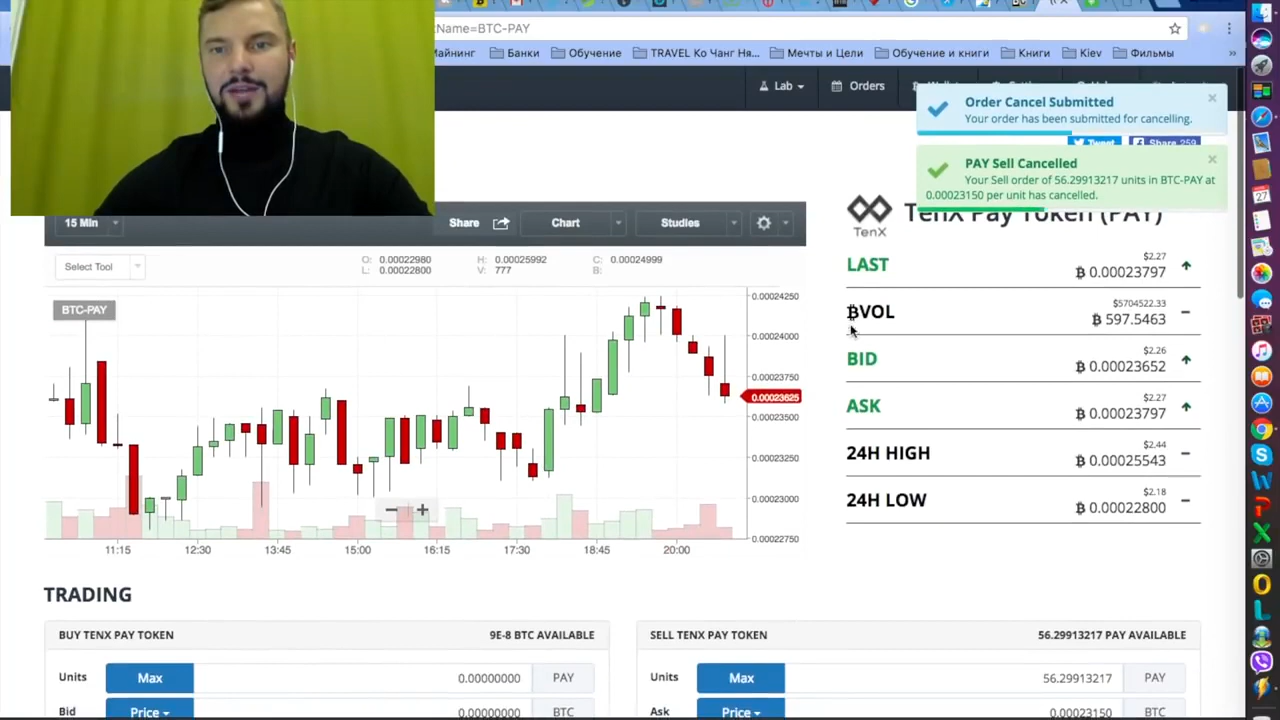 tName=BTC-PAY
Майнинг
Банки
Обучение
TRAVEL Ко Чанг Ня...
Мечты и Цели
Обучение и книги
Книги
Kiev
Фильмы
»
Lab
Orders
Order Cancel Submitted
Your order has been submitted for cancelling.
Tweet
Share 259
PAY Sell Cancelled
Your Sell order of 56.29913217 units in BTC-PAY at
0.00023150 per unit has cancelled.
TenX
TenX Pay Token (PAY)
15 Min
Share
Chart
Studies
Select Tool
O: 0.00022980 H: 0.00025992 C: 0.00024999
L: 0.00022800 V: 777 B:
BTC-PAY
0.00024250
0.00024000
0.00023750
0.00023625
0.00023500
0.00023250
0.00023000
0.00022750
11:15 12:30 13:45 15:00 16:15 17:30 18:45 20:00
LAST
$2.27
₿ 0.00023797
₿VOL
$5704522.33
₿ 597.5463
BID
$2.26
₿ 0.00023652
ASK
$2.27
₿ 0.00023797
24H HIGH
$2.44
₿ 0.00025543
24H LOW
$2.18
₿ 0.00022800
TRADING
BUY TENX PAY TOKEN 9E-8 BTC AVAILABLE
Units Max 0.00000000 PAY
Bid Price 0.00000000 BTC
SELL TENX PAY TOKEN 56.29913217 PAY AVAILABLE
Units Max 56.29913217 PAY
Ask Price 0.00023150 BTC
27